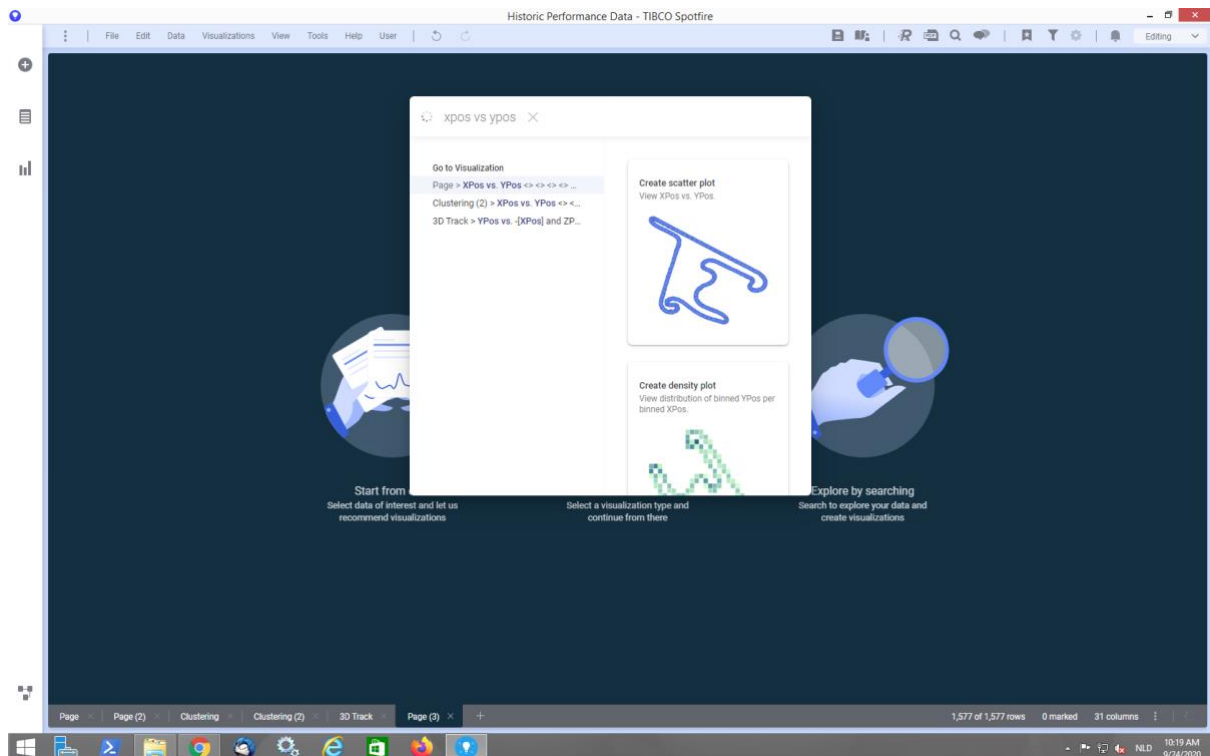 Historic Performance Data - TIBCO Spotfire
File Edit Data Visualizations View Tools Help User
Editing
xpos vs ypos
Go to Visualization
Page > XPos vs. YPos <> <> <> <> ...
Clustering (2) > XPos vs. YPos <> <...
3D Track > YPos vs. -[XPos] and ZP...
Create scatter plot
View XPos vs. YPos.
Create density plot
View distribution of binned YPos per
binned XPos.
Start from
Select data of interest and let us
recommend visualizations
Select a visualization type and
continue from there
Explore by searching
Search to explore your data and
create visualizations
Page Page (2) Clustering Clustering (2) 3D Track Page (3)
1,577 of 1,577 rows 0 marked 31 columns
NLD
10:19 AM
9/24/2020